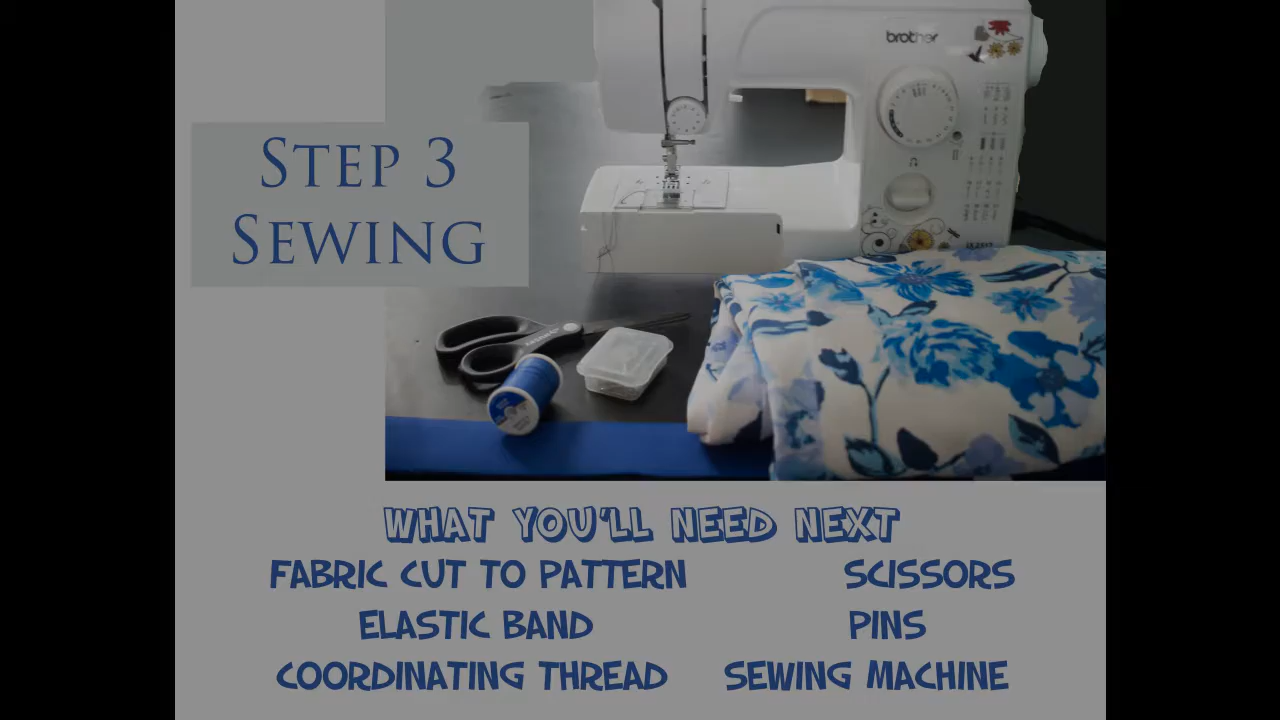 brother
STEP 3
SEWING
WHAT YOU'LL NEED NEXT
FABRIC CUT TO PATTERN
SCISSORS
ELASTIC BAND
PINS
COORDINATING THREAD
SEWING MACHINE